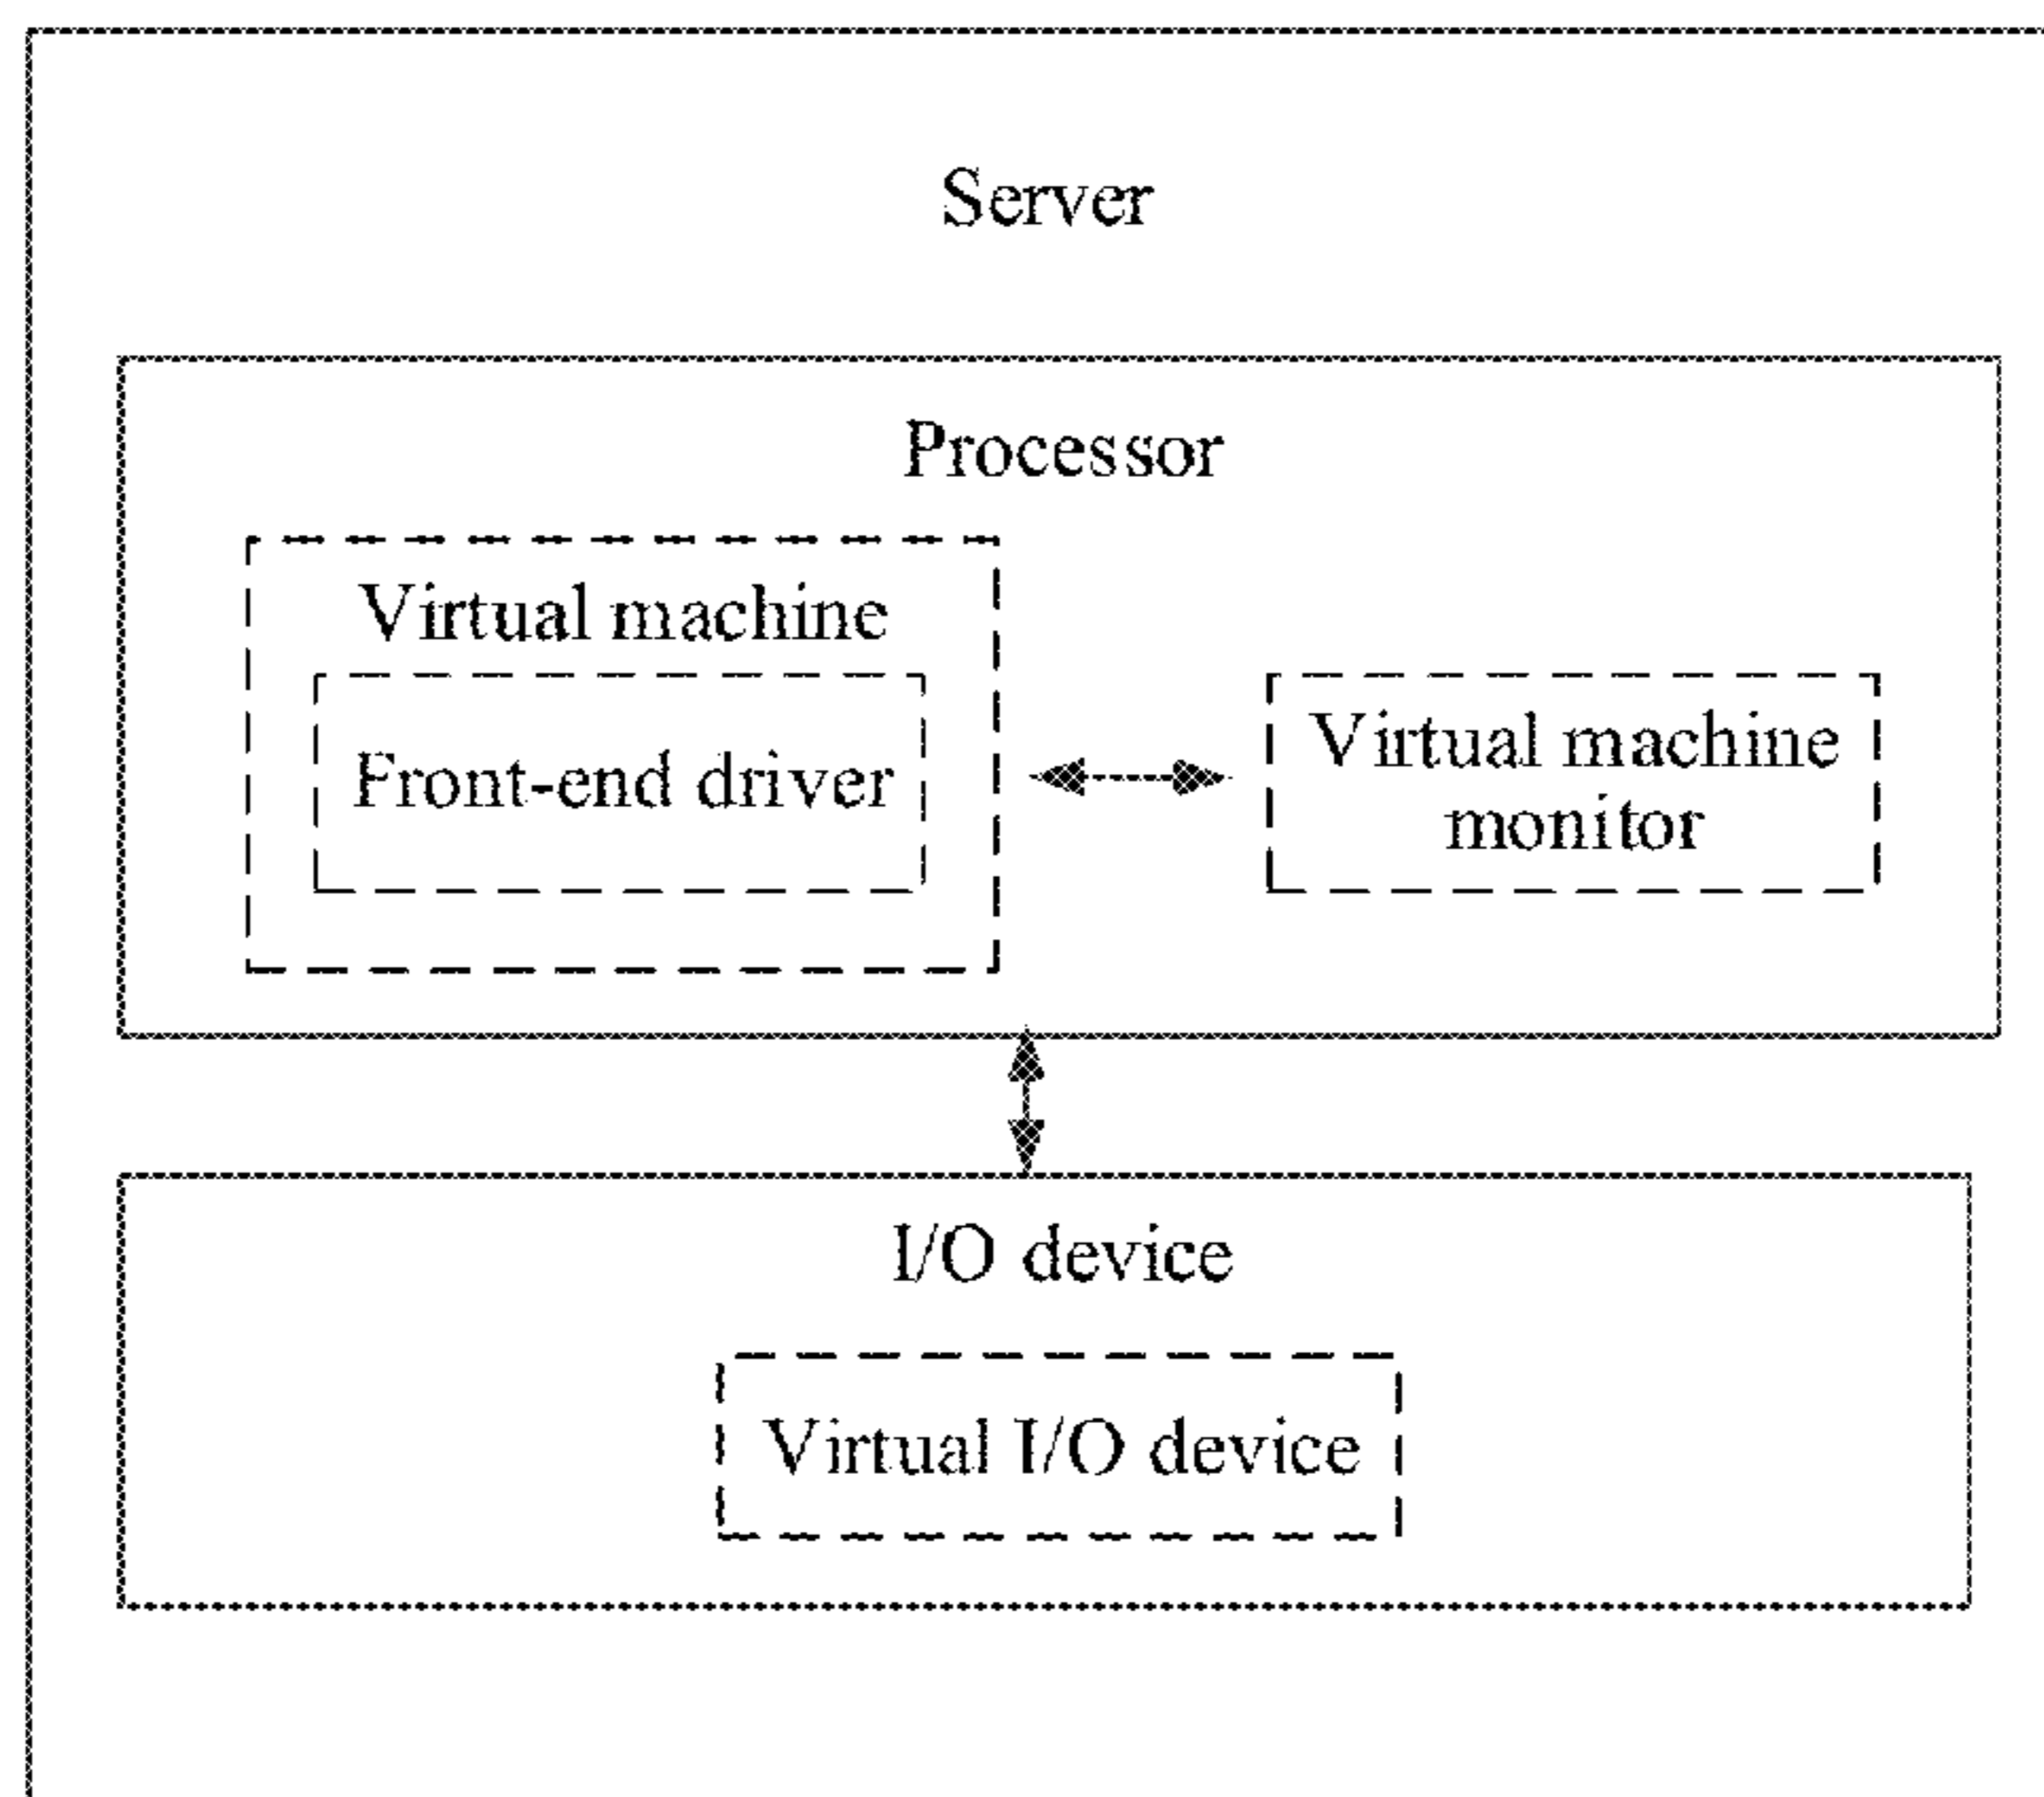 Server
Processor
Virtual machine
Front-end driver
Virtual machine
monitor
I/O device
Virtual I/O device